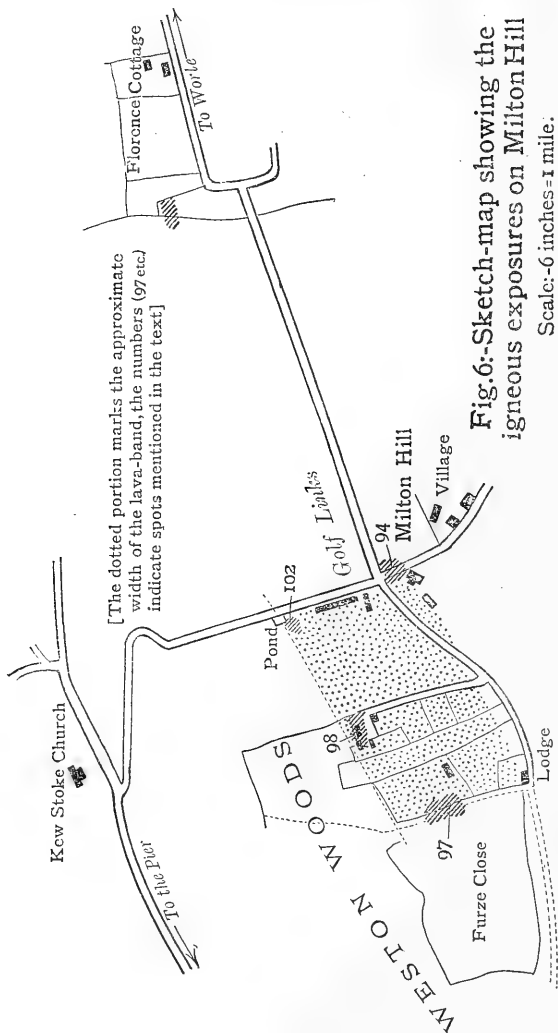 Florence Cottage
To Worle
[The dotted portion marks the approximate
width of the lava-band, the numbers (97 etc.)
indicate spots mentioned in the text]
Kew Stoke Church
To the Pier
Pond
102
Golf Links
94
Milton Hill
Village
98
WESTON WOODS
97
Furze Close
Lodge
Fig. 6:-Sketch-map showing the
igneous exposures on Milton Hill
Scale:-6 inches=1 mile.